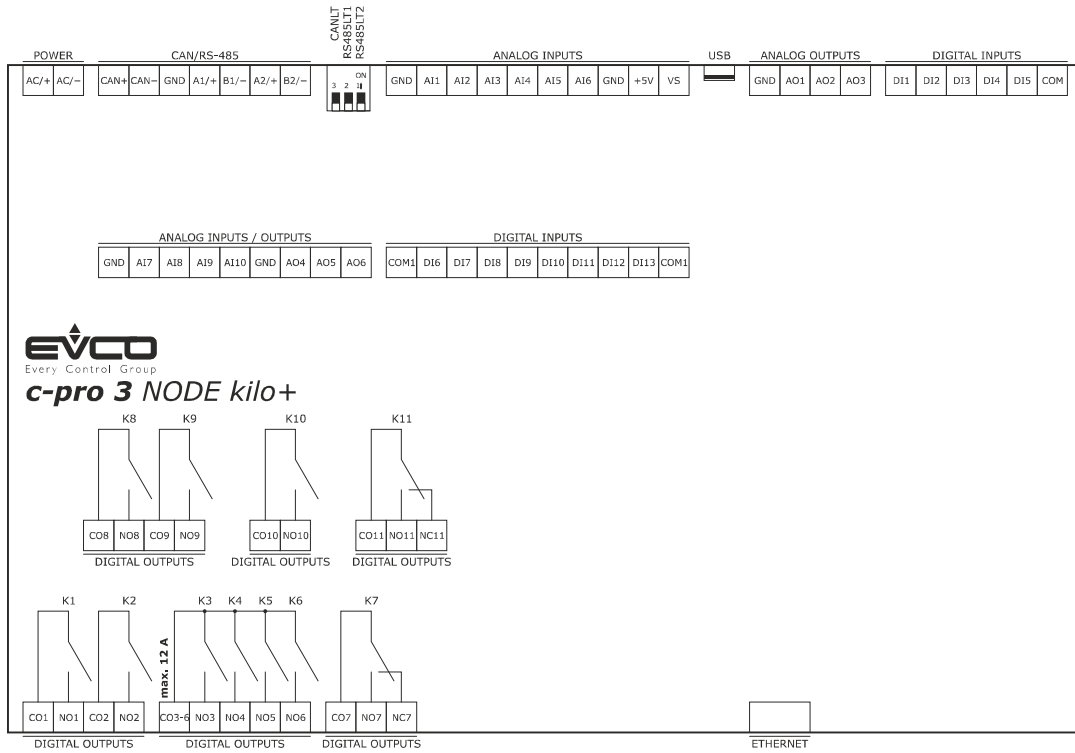 CANLT
RS485LT1
RS485LT2
POWER
CAN/RS-485
ANALOG INPUTS
USB
ANALOG OUTPUTS
DIGITAL INPUTS
AC/+ AC/−
CAN+ CAN− GND A1/+ B1/− A2/+ B2/−
ON
3 2 1
GND AI1 AI2 AI3 AI4 AI5 AI6 GND +5V VS
GND AO1 AO2 AO3
DI1 DI2 DI3 DI4 DI5 COM
ANALOG INPUTS / OUTPUTS
DIGITAL INPUTS
GND AI7 AI8 AI9 AI10 GND AO4 AO5 AO6
COM1 DI6 DI7 DI8 DI9 DI10 DI11 DI12 DI13 COM1
EVCO
Every Control Group
c-pro 3 NODE kilo+
K8 K9 K10 K11
CO8 NO8 CO9 NO9
CO10 NO10
CO11 NO11 NC11
DIGITAL OUTPUTS
DIGITAL OUTPUTS
DIGITAL OUTPUTS
K1 K2 K3 K4 K5 K6 K7
max. 12 A
CO1 NO1 CO2 NO2
CO3-6 NO3 NO4 NO5 NO6
CO7 NO7 NC7
DIGITAL OUTPUTS
DIGITAL OUTPUTS
DIGITAL OUTPUTS
ETHERNET